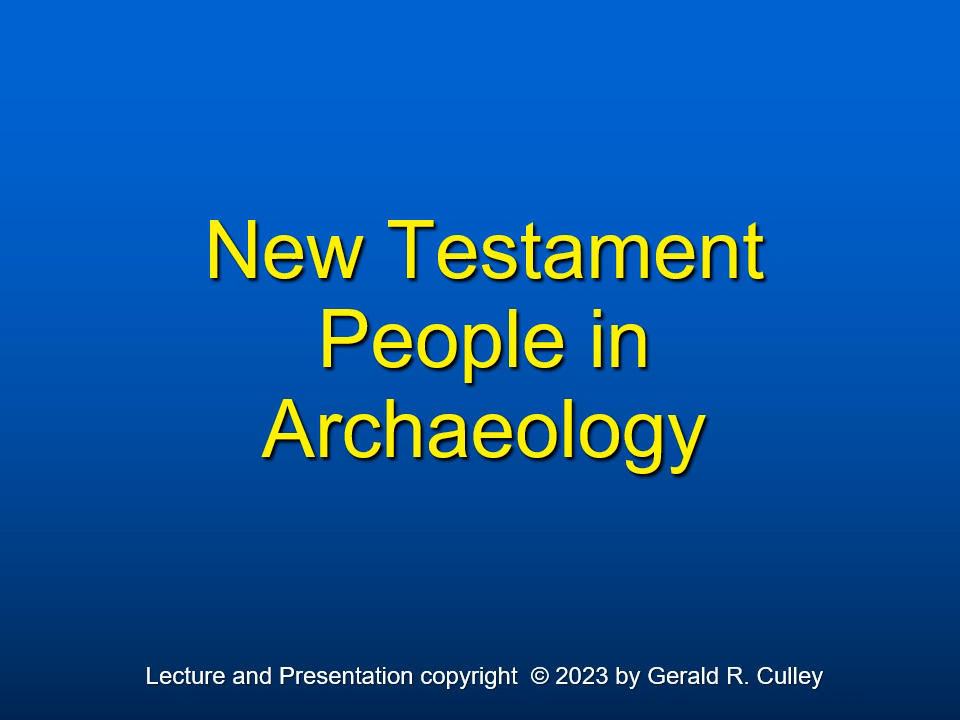 New Testament
People in
Archaeology
Lecture and Presentation copyright © 2023 by Gerald R. Culley